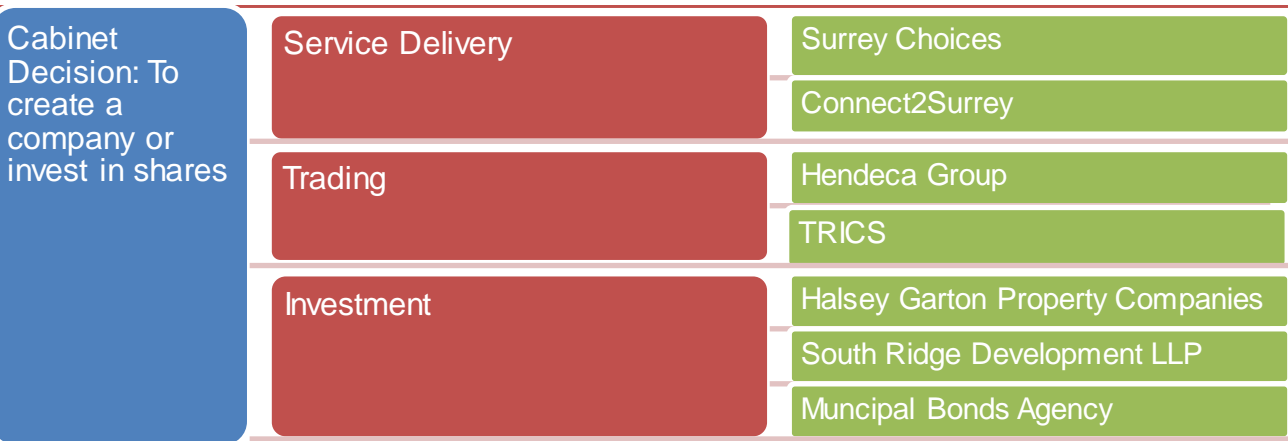 Cabinet
Decision: To
create a
company or
invest in shares
Service Delivery
Surrey Choices
Connect2Surrey
Trading
Hendeca Group
TRICS
Investment
Halsey Garton Property Companies
South Ridge Development LLP
Muncipal Bonds Agency